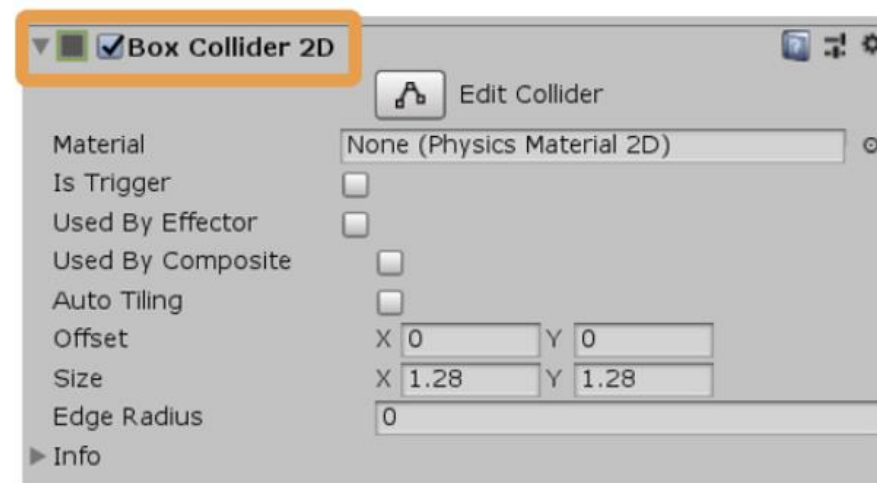 Box Collider 2D
Edit Collider
Material None (Physics Material 2D)
Is Trigger
Used By Effector
Used By Composite
Auto Tiling
Offset X 0 Y 0
Size X 1.28 Y 1.28
Edge Radius 0
Info